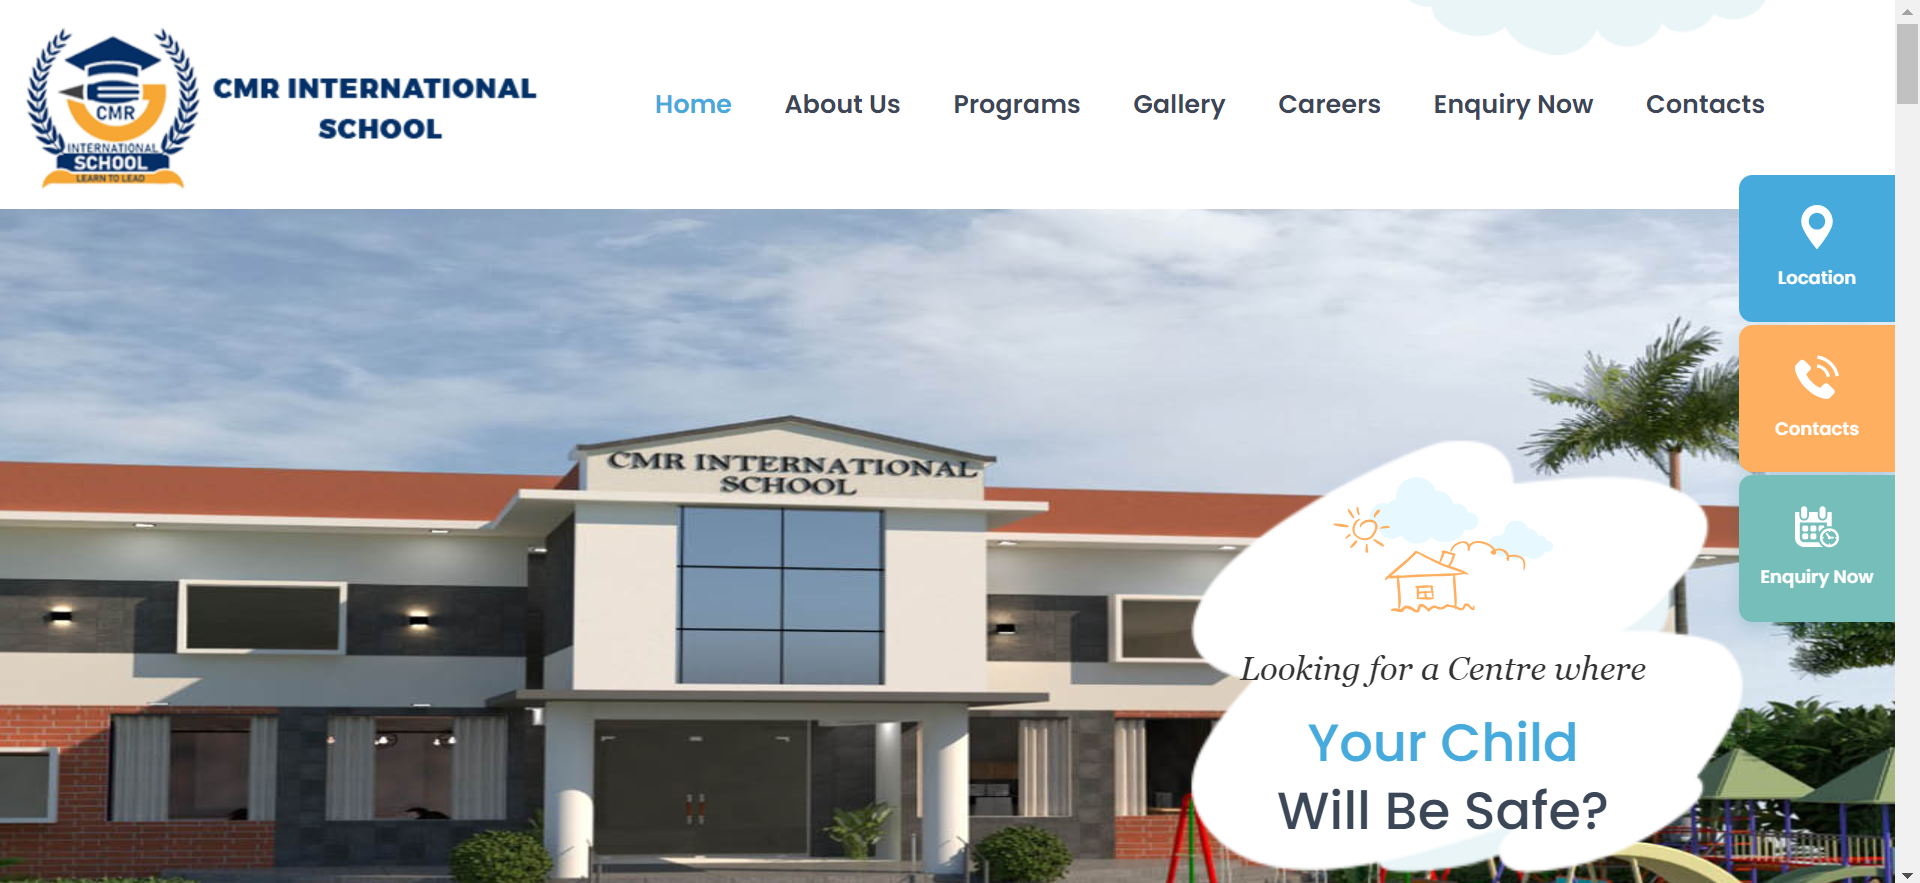 CMR
INTERNATIONAL
SCHOOL
LEARN TO LEAD
CMR INTERNATIONAL
SCHOOL
Home
About Us
Programs
Gallery
Careers
Enquiry Now
Contacts
Location
Contacts
Enquiry Now
CMR INTERNATIONAL
SCHOOL
Looking for a Centre where
Your Child
Will Be Safe?